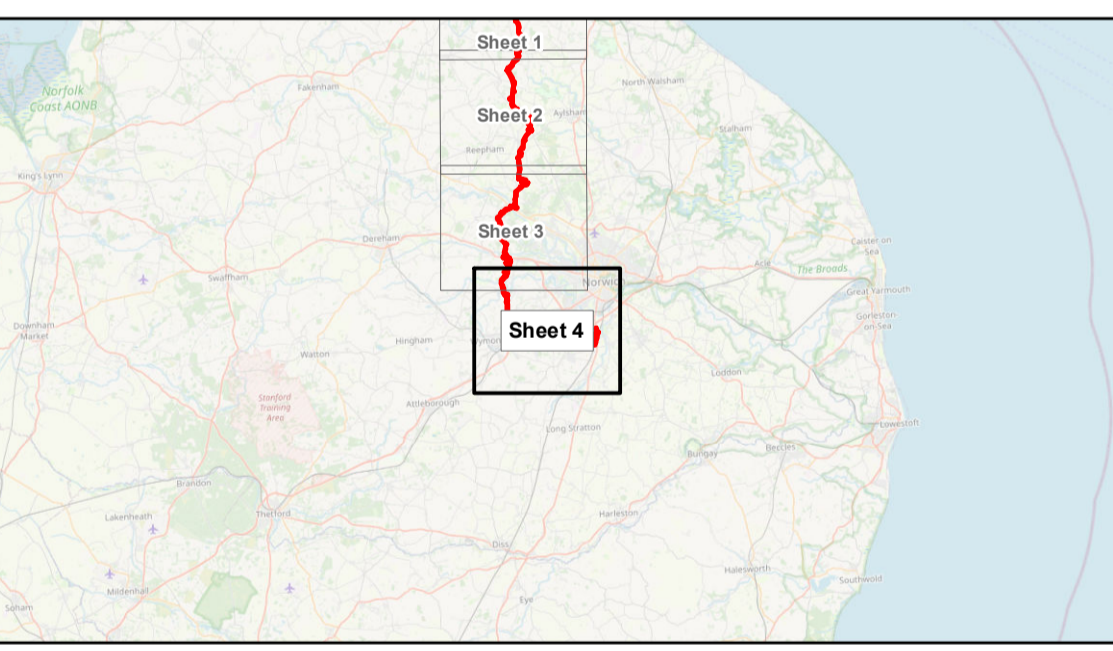 Sheet 1
Norfolk
Coast AONB
Fakenham
North Walsham
Sheet 2
Aylsham
Stalham
Reepham
King's Lynn
Sheet 3
Dereham
Caister on
Sea
Acle
The Broads
Swaffham
Norwich
Great Yarmouth
Gorleston
-on-Sea
Downham
Market
Sheet 4
Hingham
Wymon
Watton
Loddon
Stanford
Training
Area
Attleborough
Long Stratton
Lowestoft
Bungay
Beccles
Brandon
Lakenheath
Thetford
Harleston
Diss
Halesworth
Southwold
Mildenhall
Eye
Soham